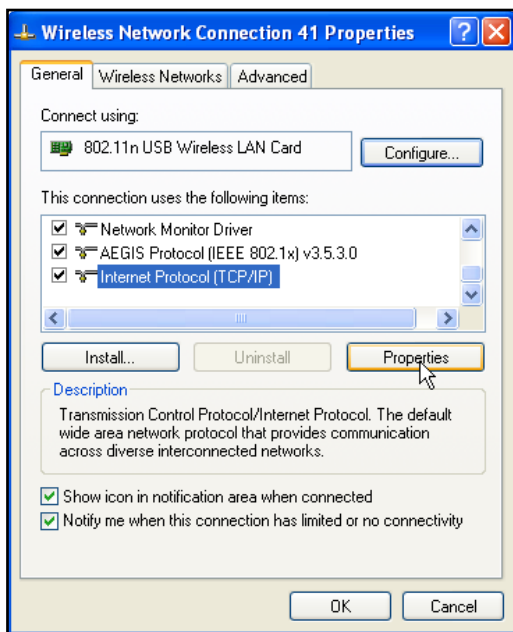 Wireless Network Connection 41 Properties
General Wireless Networks Advanced
Connect using:
802.11n USB Wireless LAN Card Configure...
This connection uses the following items:
Network Monitor Driver
AEGIS Protocol (IEEE 802.1x) v3.5.3.0
Internet Protocol (TCP/IP)
Install... Uninstall Properties
Description
Transmission Control Protocol/Internet Protocol. The default
wide area network protocol that provides communication
across diverse interconnected networks.
Show icon in notification area when connected
Notify me when this connection has limited or no connectivity
OK Cancel